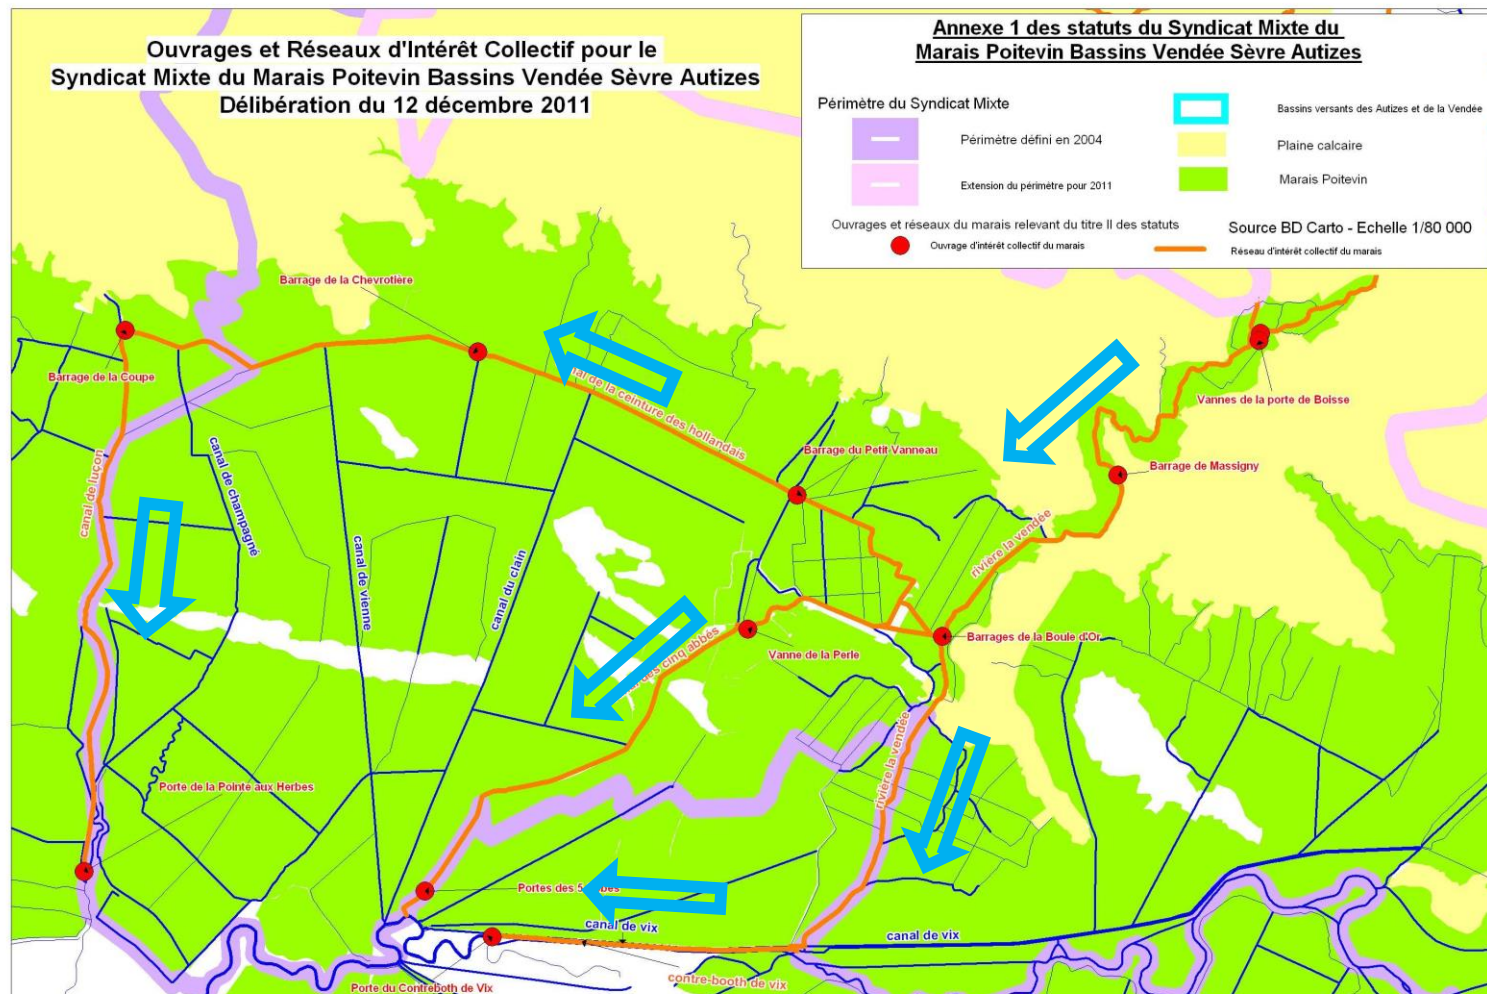 Ouvrages et Réseaux d'Intérêt Collectif pour le
Syndicat Mixte du Marais Poitevin Bassins Vendée Sèvre Autizes
Délibération du 12 décembre 2011
Annexe 1 des statuts du Syndicat Mixte du
Marais Poitevin Bassins Vendée Sèvre Autizes
Périmètre du Syndicat Mixte
Périmètre défini en 2004
Extension du périmètre pour 2011
Bassins versants des Autizes et de la Vendée
Plaine calcaire
Marais Poitevin
Ouvrages et réseaux du marais relevant du titre II des statuts
Source BD Carto - Echelle 1/80 000
Ouvrage d'intérêt collectif du marais
Réseau d'intérêt collectif du marais
Barrage de la Chevrotière
Barrage de la Coupe
de la ceinture des hollandais
Vannes de la porte de Boisse
Barrage du Petit Vanneau
Barrage de Massigny
canal de luçon
canal de champagné
canal de vienne
canal du clain
rivière la vendée
des cinq abbés
Vanne de la Perle
Barrages de la Boule d'Or
rivière la vendée
Porte de la Pointe aux Herbes
Portes des 5
canal de vix
canal de vix
contre-booth de vix
Porte du Contreboth de Vix